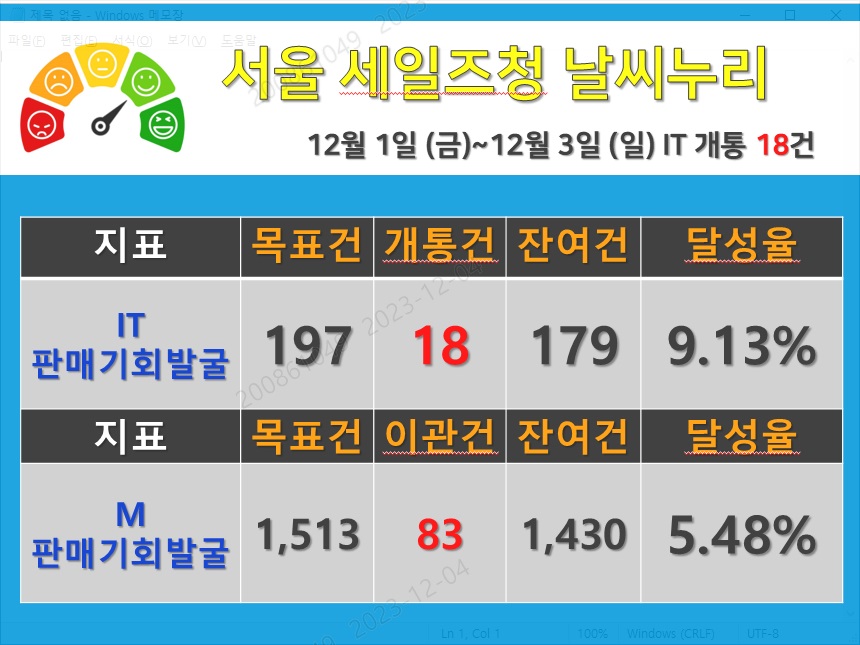 제목 없음 - Windows 메모장
파일(F) 편집(E) 서식(O) 보기(V) 도움말
서울 세일즈청 날씨누리
12월 1일 (금)~12월 3일 (일) IT 개통 18건
지표 목표건 개통건 잔여건 달성율
IT
판매기회발굴 197 18 179 9.13%
지표 목표건 이관건 잔여건 달성율
M
판매기회발굴 1,513 83 1,430 5.48%
2023-12-04
2023-12-04
Ln 1, Col 1 100% Windows (CRLF) UTF-8